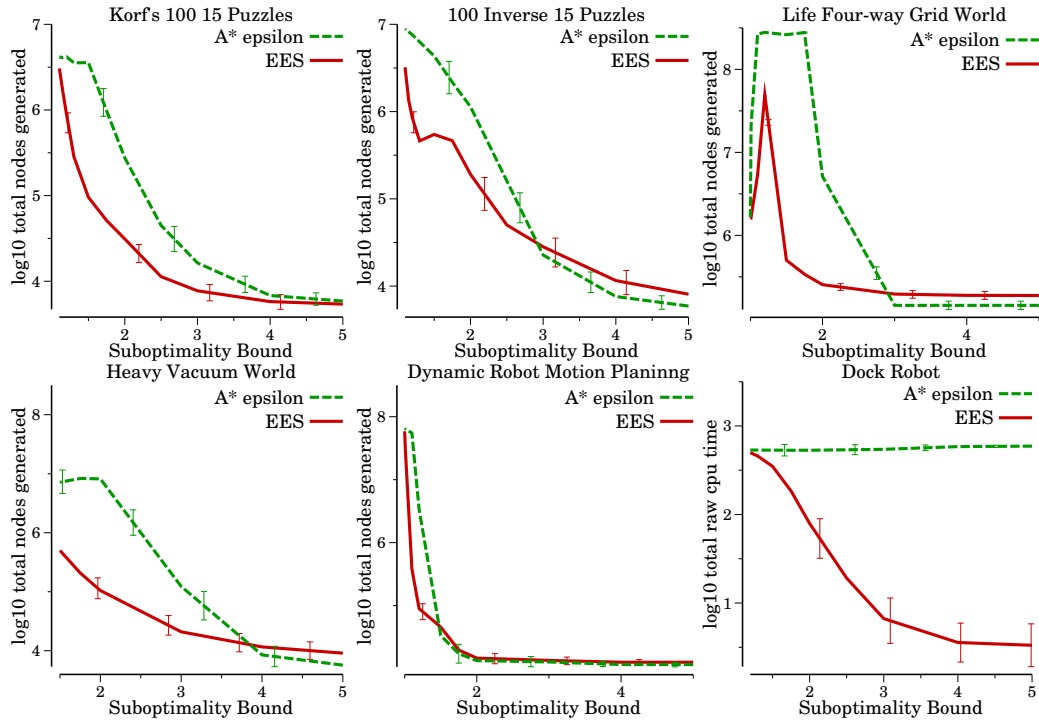 Korf's 100 15 Puzzles
A* epsilon
EES
log10 total nodes generated
7
6
5
4
2
3
4
5
Suboptimality Bound
100 Inverse 15 Puzzles
A* epsilon
EES
log10 total nodes generated
7
6
5
4
2
3
4
5
Suboptimality Bound
Life Four-way Grid World
A* epsilon
EES
log10 total nodes generated
8
6
2
4
Suboptimality Bound
Heavy Vacuum World
A* epsilon
EES
log10 total nodes generated
8
6
4
2
3
4
5
Suboptimality Bound
Dynamic Robot Motion Planinng
A* epsilon
EES
log10 total nodes generated
8
6
2
4
Suboptimality Bound
Dock Robot
A* epsilon
EES
log10 total raw cpu time
3
2
1
2
3
4
5
Suboptimality Bound